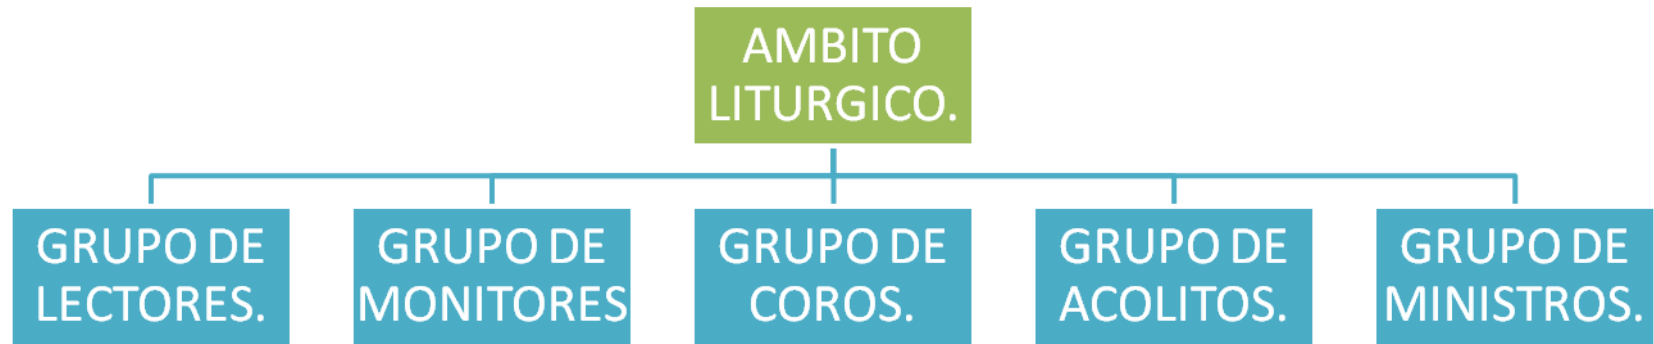 AMBITO
LITURGICO.
GRUPO DE
LECTORES.
GRUPO DE
MONITORES
GRUPO DE
COROS.
GRUPO DE
ACOLITOS.
GRUPO DE
MINISTROS.